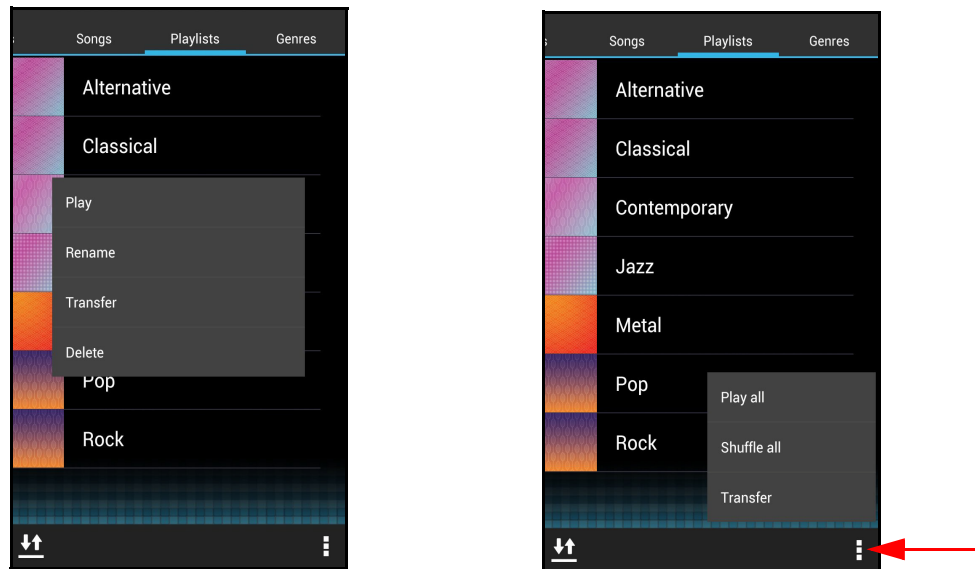 Songs Playlists Genres
Alternative
Classical
Play
Rename
Transfer
Delete
Pop
Rock
s Songs Playlists Genres
Alternative
Classical
Contemporary
Jazz
Metal
Pop
Rock
Play all
Shuffle all
Transfer